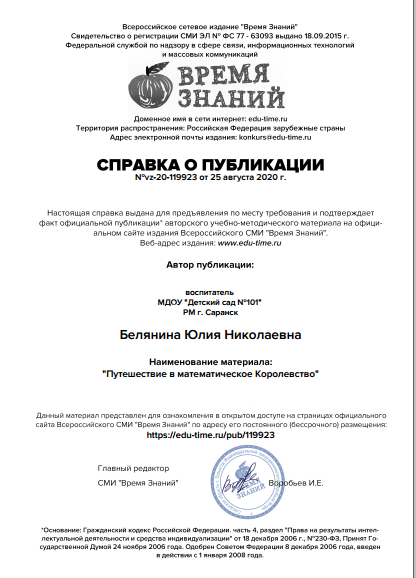 Всероссийское сетевое издание "Время Знаний"
Свидетельство о регистрации СМИ ЭЛ № ФС 77 - 63093 выдано 18.09.2015 г.
Федеральной службой по надзору в сфере связи, информационных технологий
и массовых коммуникаций
ВРЕМЯ
ЗНАНИЙ
Доменное имя в сети интернет: edu-time.ru
Территория распространения: Российская Федерация зарубежные страны
Адрес электронной почты издания: konkurs@edu-time.ru
СПРАВКА О ПУБЛИКАЦИИ
№vz-20-119923 от 25 августа 2020 г.
Настоящая справка выдана для предъявления по месту требования и подтверждает
факт официальной публикации* авторского учебно-методического материала на офици-
альном сайте издания Всероссийского СМИ "Время Знаний".
Веб-адрес издания: www.edu-time.ru
Автор публикации:
воспитатель
МДОУ "Детский сад №101"
РМ г. Саранск
Белянина Юлия Николаевна
Наименование материала:
"Путешествие в математическое Королевство"
Данный материал представлен для ознакомления в открытом доступе на страницах официального
сайта Всероссийского СМИ "Время Знаний" по адресу его постоянного (бессрочного) размещения:
https://edu-time.ru/pub/119923
Главный редактор
СМИ "Время Знаний"
Воробьев И.Е.
ВРЕМЯ
ЗНАНИЙ
*Основание: Гражданский кодекс Российской Федерации, часть 4, раздел "Права на результаты интел-
лектуальной деятельности и средства индивидуализации" от 18 декабря 2006 г., №230-ФЗ, Принят Го-
сударственной Думой 24 ноября 2006 года. Одобрен Советом Федерации 8 декабря 2006 года, введен
в действии с 1 января 2008 года.